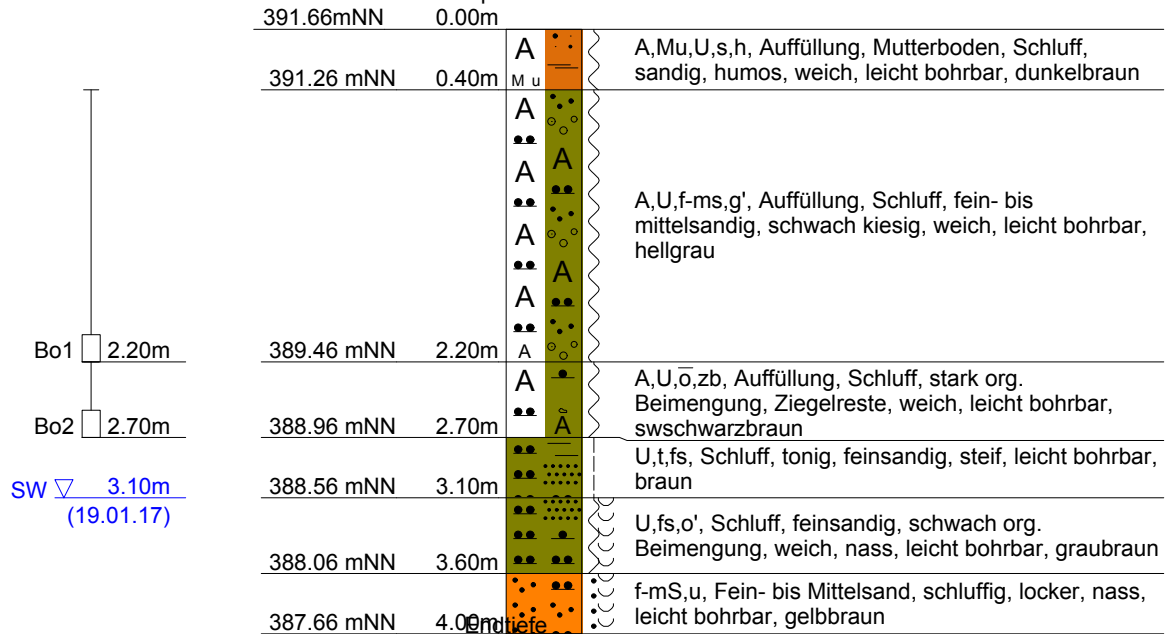 391.66mNN 0.00m
A
Mu
A,Mu,U,s,h, Auffüllung, Mutterboden, Schluff,
sandig, humos, weich, leicht bohrbar, dunkelbraun
391.26 mNN 0.40m
A
A
A
A
A
A
A
A,U,f-ms,g', Auffüllung, Schluff, fein- bis
mittelsandig, schwach kiesig, weich, leicht bohrbar,
hellgrau
Bo1 2.20m
389.46 mNN 2.20m
A
A
A,U,o̅,zb, Auffüllung, Schluff, stark org.
Beimengung, Ziegelreste, weich, leicht bohrbar,
swschwarzbraun
Bo2 2.70m
388.96 mNN 2.70m
U,t,fs, Schluff, tonig, feinsandig, steif, leicht bohrbar,
braun
SW 3.10m
(19.01.17)
388.56 mNN 3.10m
U,fs,o', Schluff, feinsandig, schwach org.
Beimengung, weich, nass, leicht bohrbar, graubraun
388.06 mNN 3.60m
f-mS,u, Fein- bis Mittelsand, schluffig, locker, nass,
leicht bohrbar, gelbbraun
387.66 mNN 4.00m
Endtiefe